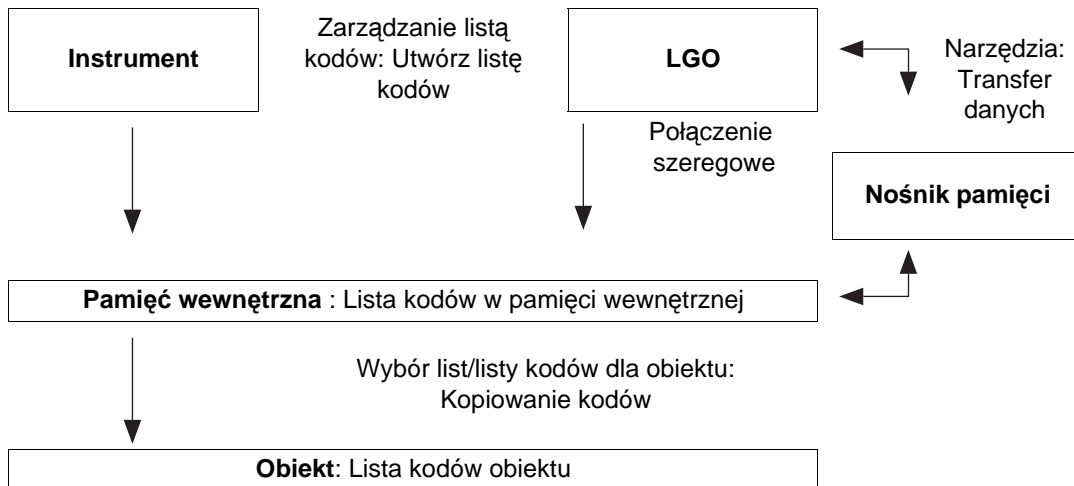 Instrument
Zarządzanie listą
kodów: Utwórz listę
kodów
LGO
Narzędzia:
Transfer
danych
Połączenie
szeregowe
Nośnik pamięci
Pamięć wewnętrzna : Lista kodów w pamięci wewnętrznej
Wybór list/listy kodów dla obiektu:
Kopiowanie kodów
Obiekt: Lista kodów obiektu